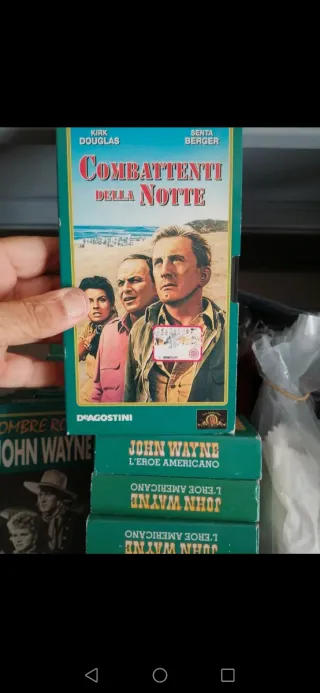 KIRK
DOUGLAS
SENTA
BERGER
COMBATTENTI
DELLA NOTTE
DEAGOSTINI
OMBRE RO
JOHN WAYNE
JOHN WAYNE
L'EROE AMERICANO
JOHN WAYNE
L'EROE AMERICANO
JOHN WAYNE
L'EROE AMERICANO